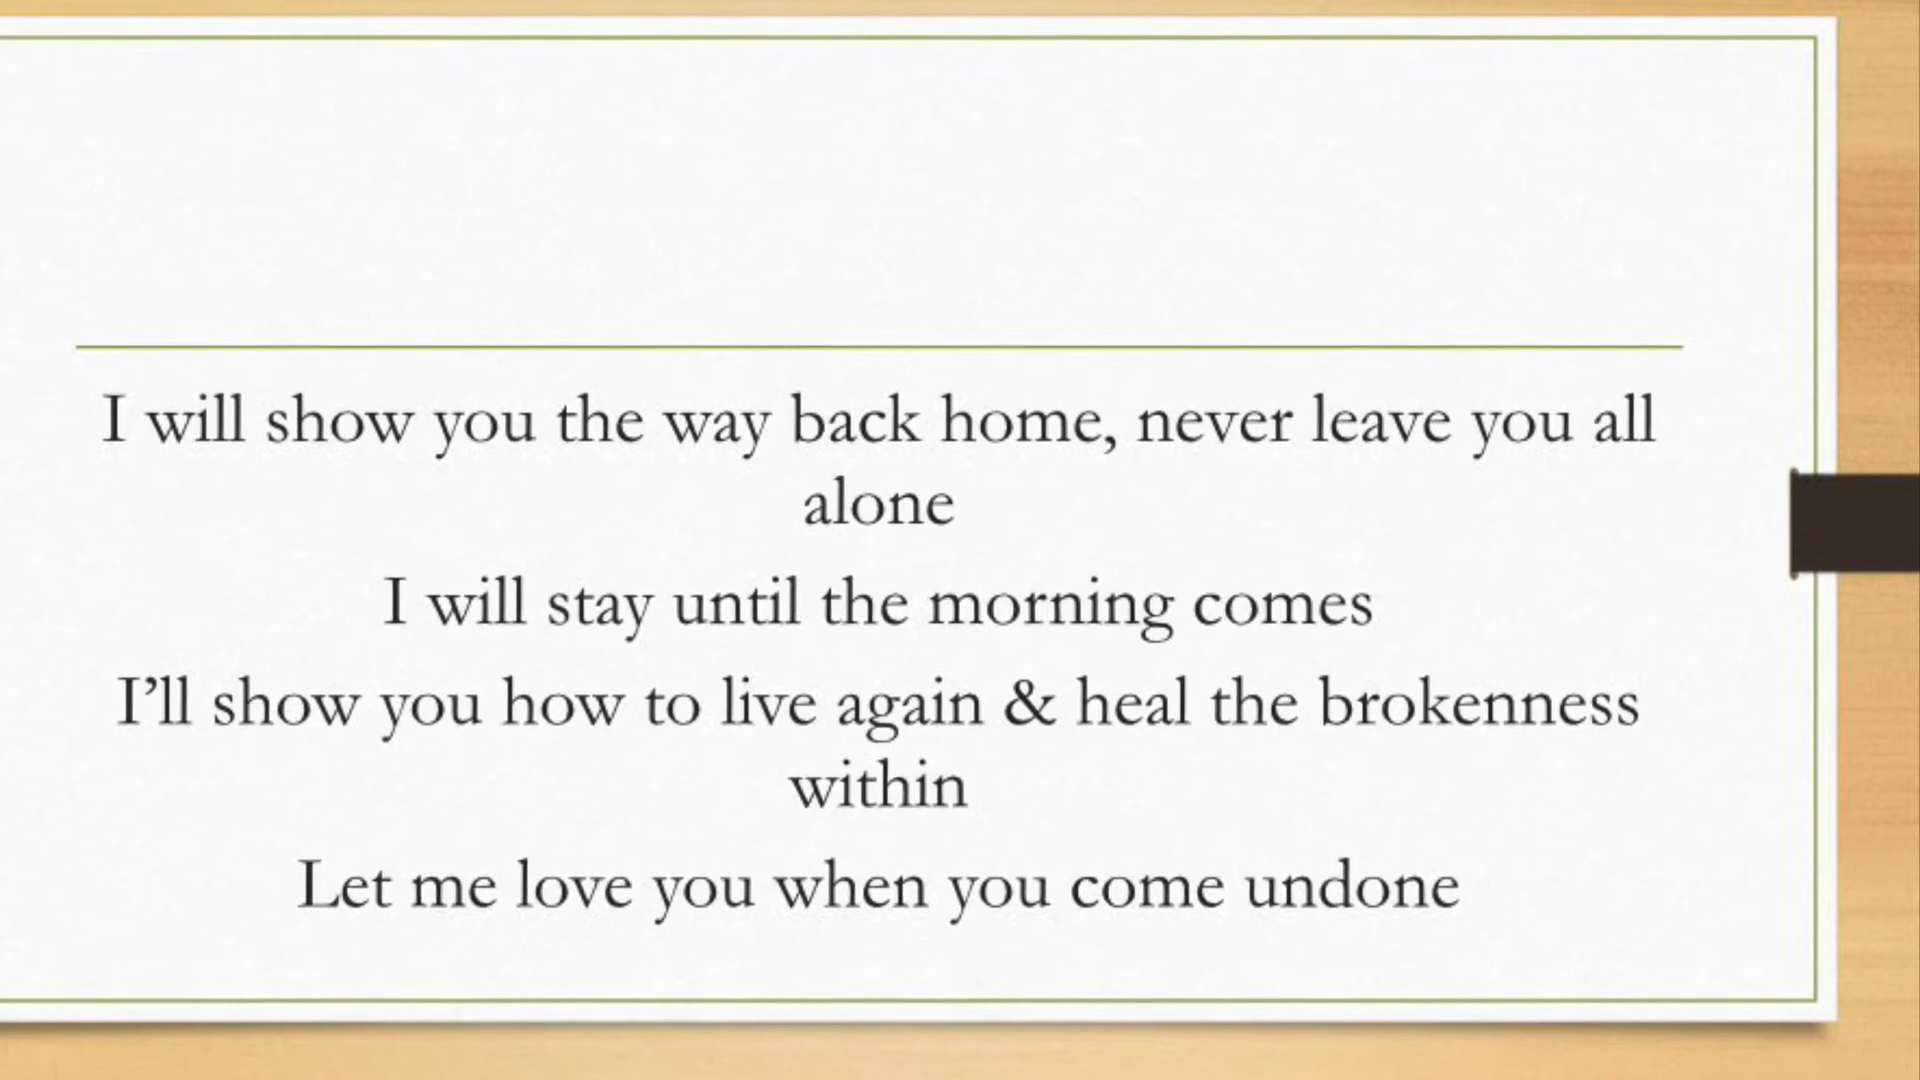 I will show you the way back home, never leave you all
alone
I will stay until the morning comes
I’ll show you how to live again & heal the brokenness
within
Let me love you when you come undone